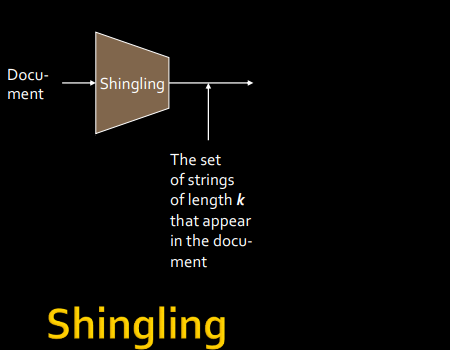 Docu-
ment
Shingling
The set
of strings
of length k
that appear
in the docu-
ment
Shingling